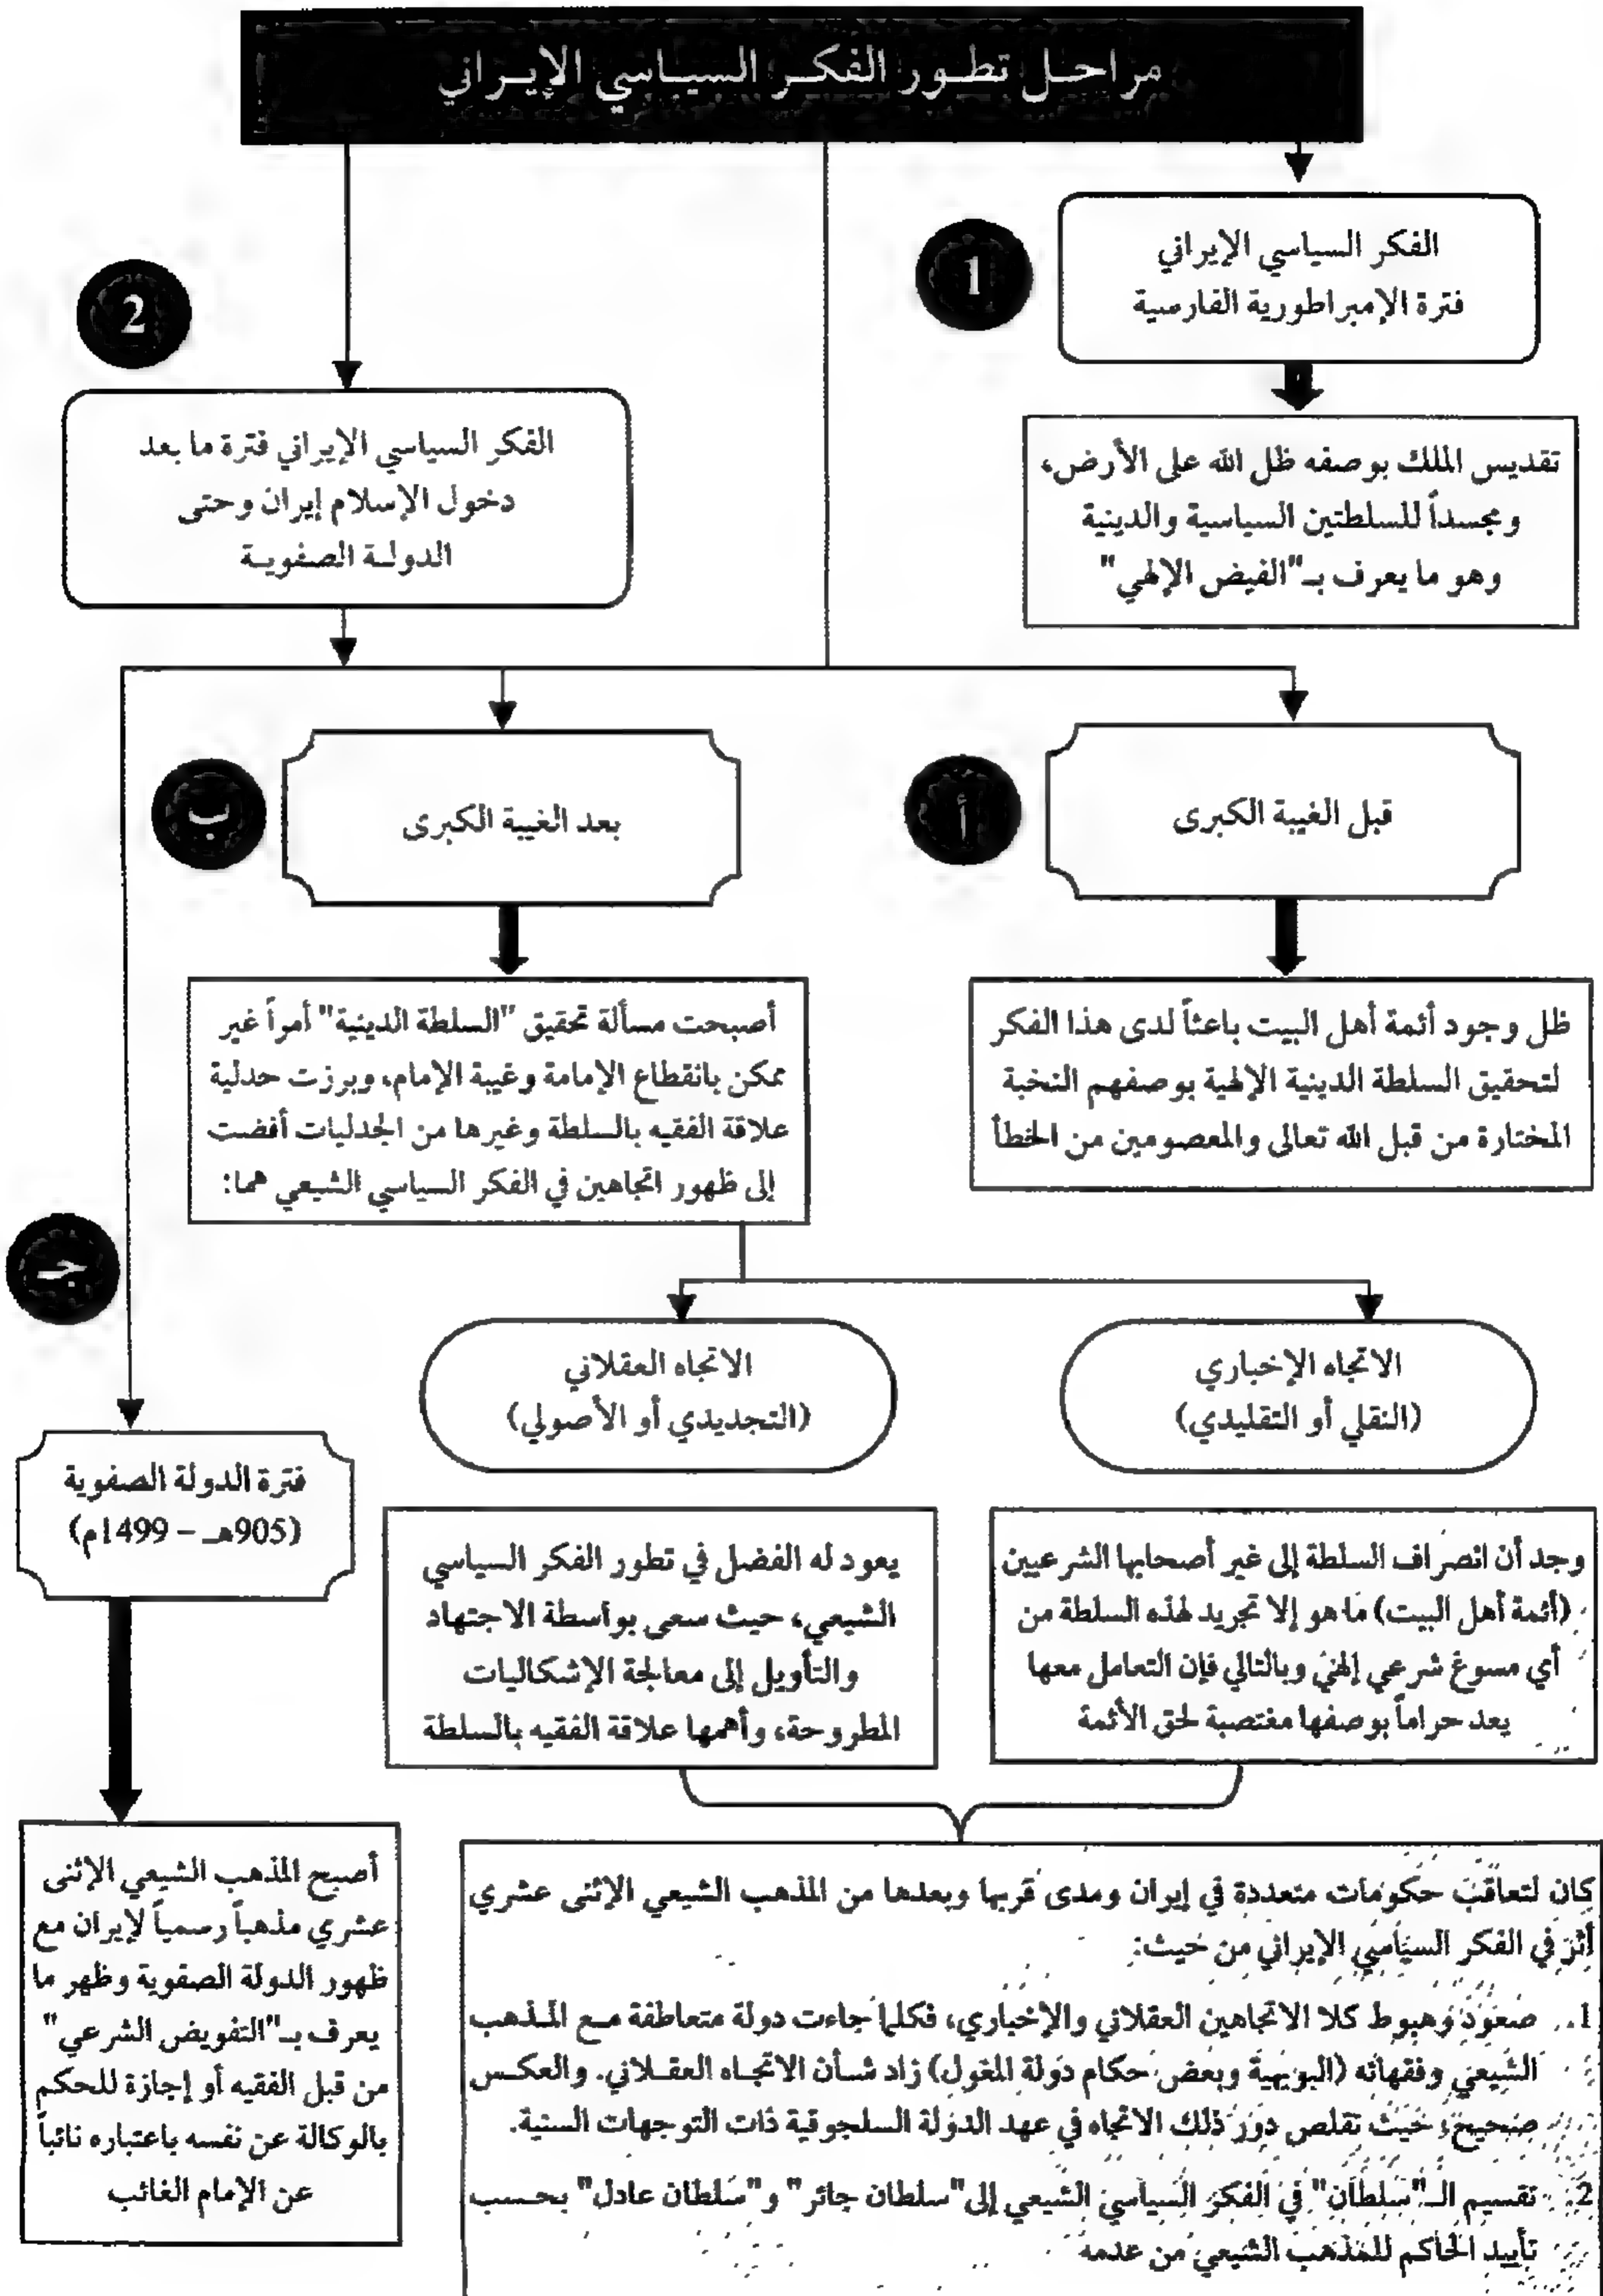 مراحل تطور الفكر السياسي الإيراني
1
الفكر السياسي الإيراني
فترة الإمبراطورية الفارسية
تقديس الملك بوصفه ظل الله على الأرض،
ومجسداً للسلطتين السياسية والدينية
وهو ما يعرف بـ"الفيض الإلهي"
2
الفكر السياسي الإيراني فترة ما بعد
دخول الإسلام إيران وحتى
الدولة الصفوية
أ
قبل الغيبة الكبرى
ظل وجود أئمة أهل البيت باعثاً لدى هذا الفكر
لتحقيق السلطة الدينية الإلهية بوصفهم النخبة
المختارة من قبل الله تعالى والمعصومين من الخطأ
ب
بعد الغيبة الكبرى
أصبحت مسألة تحقيق "السلطة الدينية" أمراً غير
ممكن بانقطاع الإمامة وغيبة الإمام، وبرزت حدلية
علاقة الفقيه بالسلطة وغيرها من الجدليات أفضت
إلى ظهور اتجاهين في الفكر السياسي الشيعي هما:
الاتجاه الإخباري
(النقلي أو التقليدي)
وجد أن انصراف السلطة إلى غير أصحابها الشرعيين
(أئمة أهل البيت) ما هو إلا تجريد لهذه السلطة من
أي مسوغ شرعي إلهي وبالتالي فإن التعامل معها
يعد حراماً بوصفها مغتصبة لحق الأئمة
الاتجاه العقلاني
(التجديدي أو الأصولي)
يعود له الفضل في تطور الفكر السياسي
الشيعي، حيث سعى بواسطة الاجتهاد
والتأويل إلى معالجة الإشكاليات
المطروحة، وأهمها علاقة الفقيه بالسلطة
كان لتعاقب حكومات متعددة في إيران ومدى قربها وبعدها من المذهب الشيعي الإثنى عشري
أثر في الفكر السياسي الإيراني من حيث:
1. صعود وهبوط كلا الاتجاهين العقلاني والإخباري، فكلما جاءت دولة متعاطفة مع المذهب
الشيعي وفقهائه (البويهية وبعض حكام دولة المغول) زاد شأن الاتجاه العقلاني. والعكس
صحيح، حيث تقلص دور ذلك الاتجاه في عهد الدولة السلجوقية ذات التوجهات السنية.
2. تقسيم الـ"سلطان" في الفكر السياسي الشيعي إلى "سلطان جائر" و"سلطان عادل" بحسب
تأييد الحاكم للمذهب الشيعي من عدمه
جـ
فترة الدولة الصفوية
(905هـ – 1499م)
أصبح المذهب الشيعي الإثنى
عشري مذهباً رسمياً لإيران مع
ظهور الدولة الصفوية وظهر ما
يعرف بـ"التفويض الشرعي"
من قبل الفقيه أو إجازة للحكم
بالوكالة عن نفسه باعتباره نائباً
عن الإمام الغائب